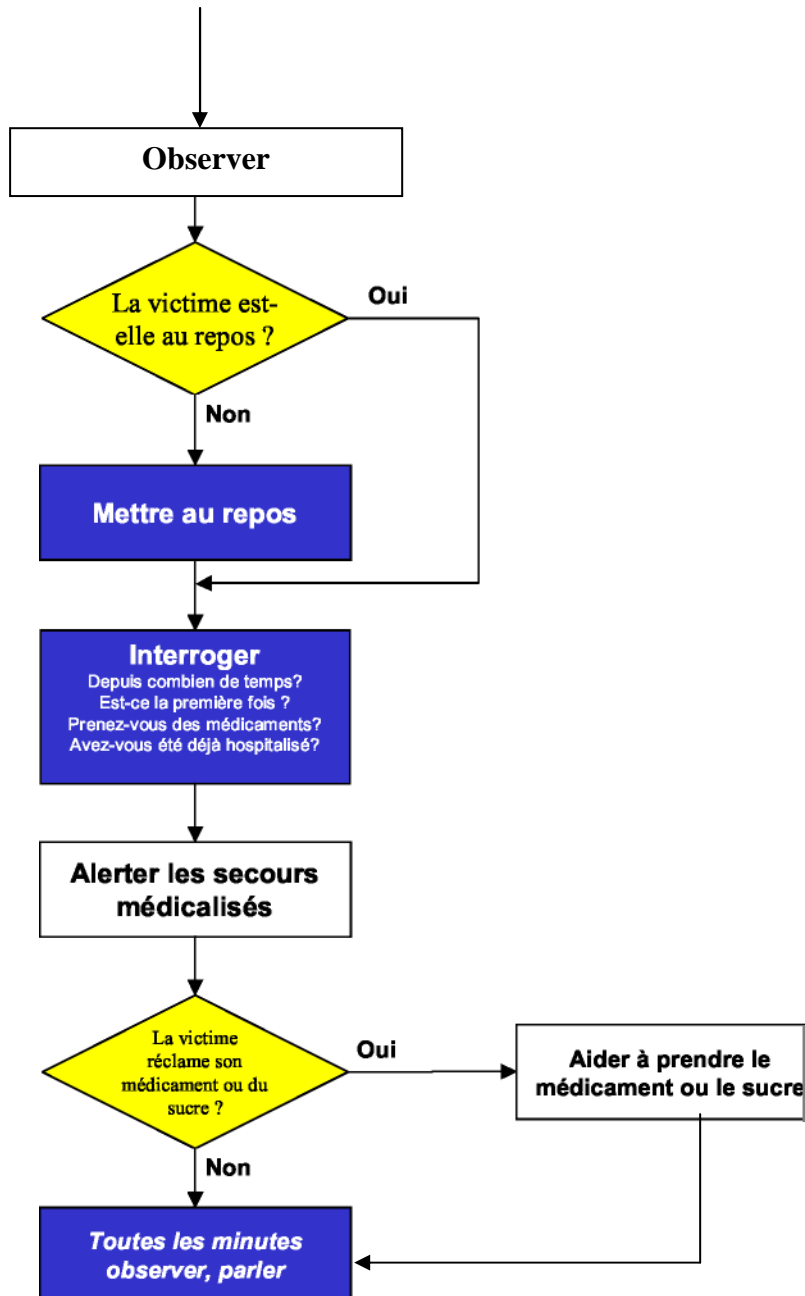 Observer
La victime est-
elle au repos ?
Oui
Non
Mettre au repos
Interroger
Depuis combien de temps?
Est-ce la première fois ?
Prenez-vous des médicaments?
Avez-vous été déjà hospitalisé?
Alerter les secours
médicalisés
La victime
réclame son
médicament ou du
sucre ?
Oui
Aider à prendre le
médicament ou le sucre
Non
Toutes les minutes
observer, parler